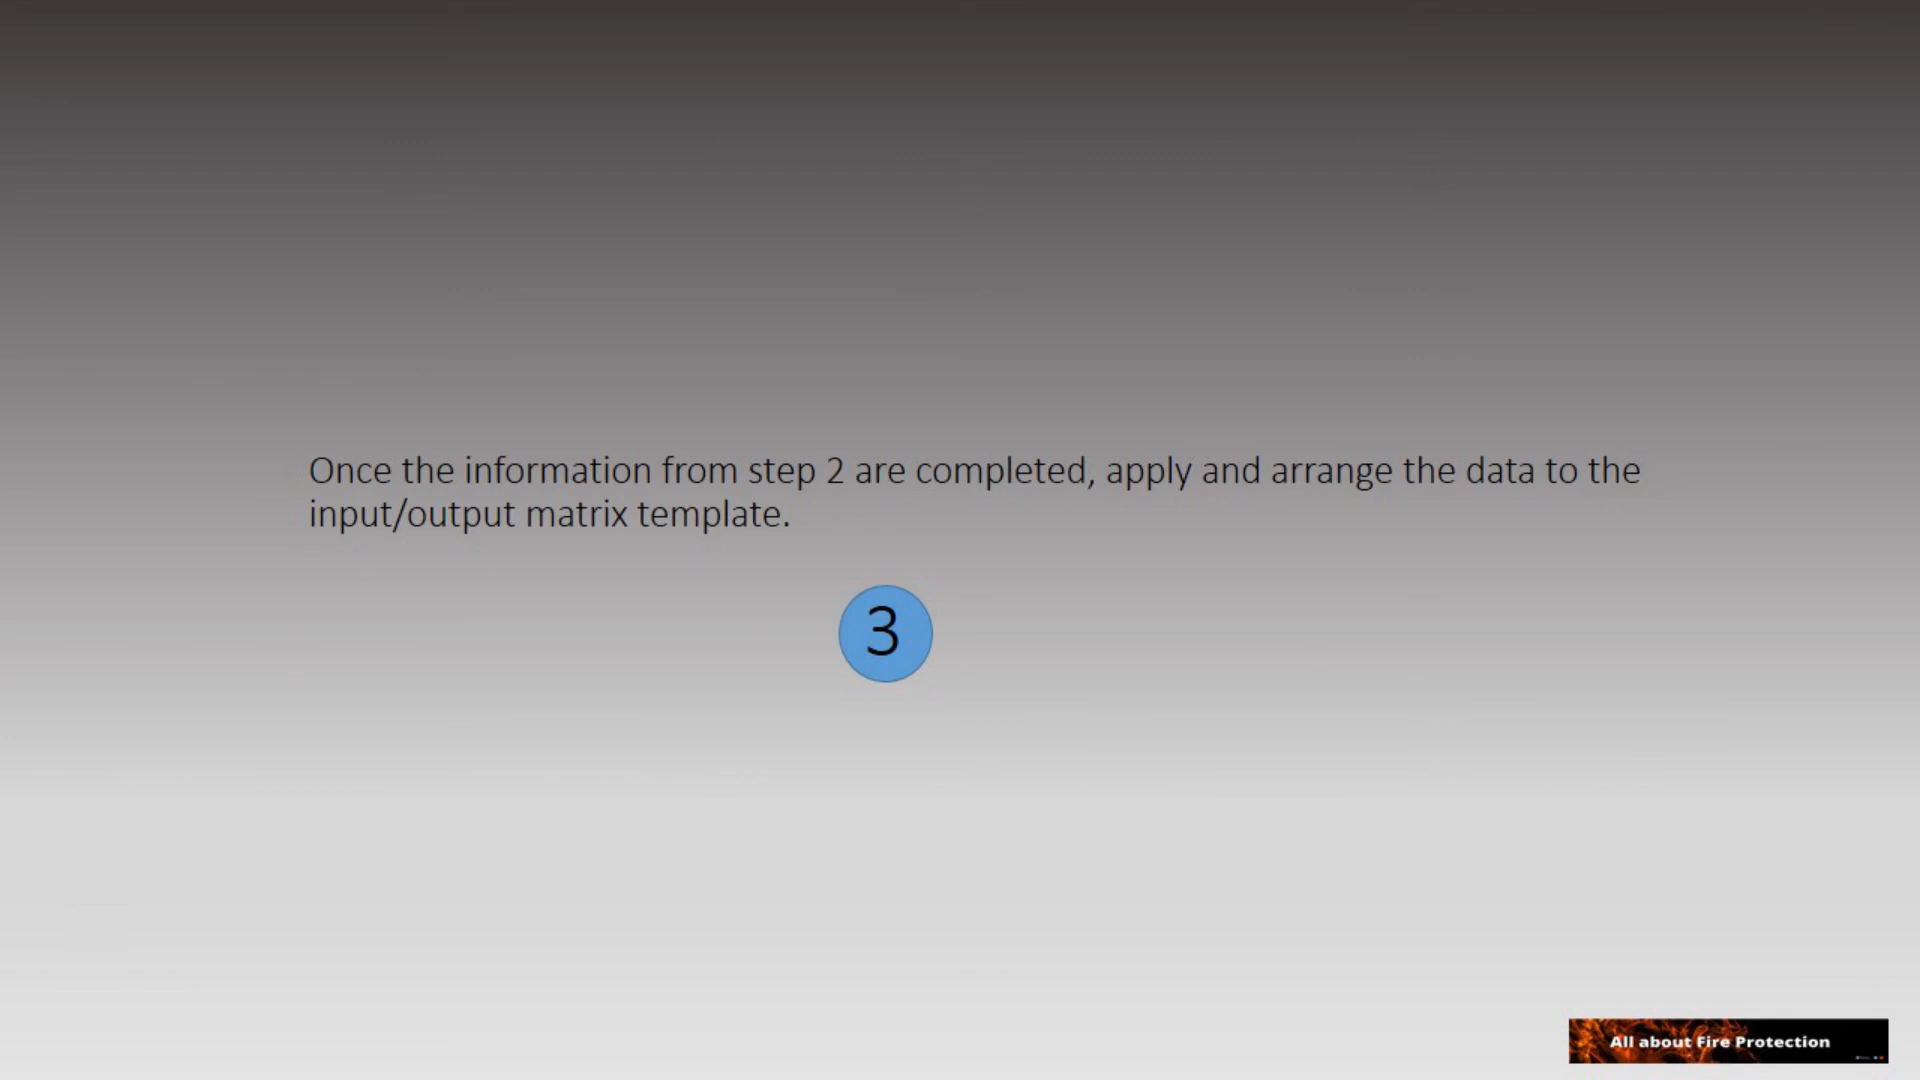 Once the information from step 2 are completed, apply and arrange the data to the
input/output matrix template.
3
All about Fire Protection